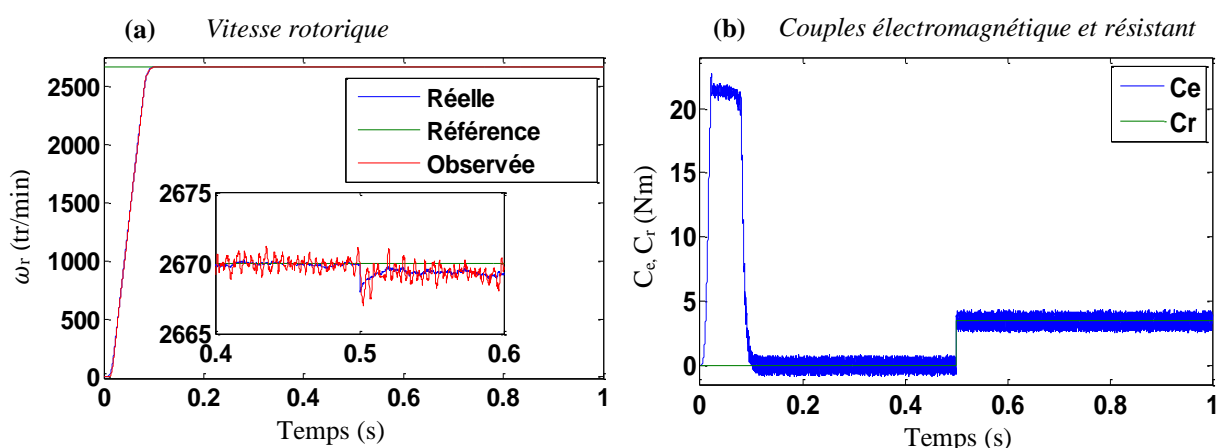 (a) Vitesse rotorique
2500
2000
1500
1000
500
0
ωr (tr/min)
Réelle
Référence
Observée
2675
2670
2665
0.4 0.5 0.6
0 0.2 0.4 0.6 0.8 1
Temps (s)
(b) Couples électromagnétique et résistant
20
15
10
5
0
Ce, Cr (Nm)
Ce
Cr
0 0.2 0.4 0.6 0.8 1
Temps (s)